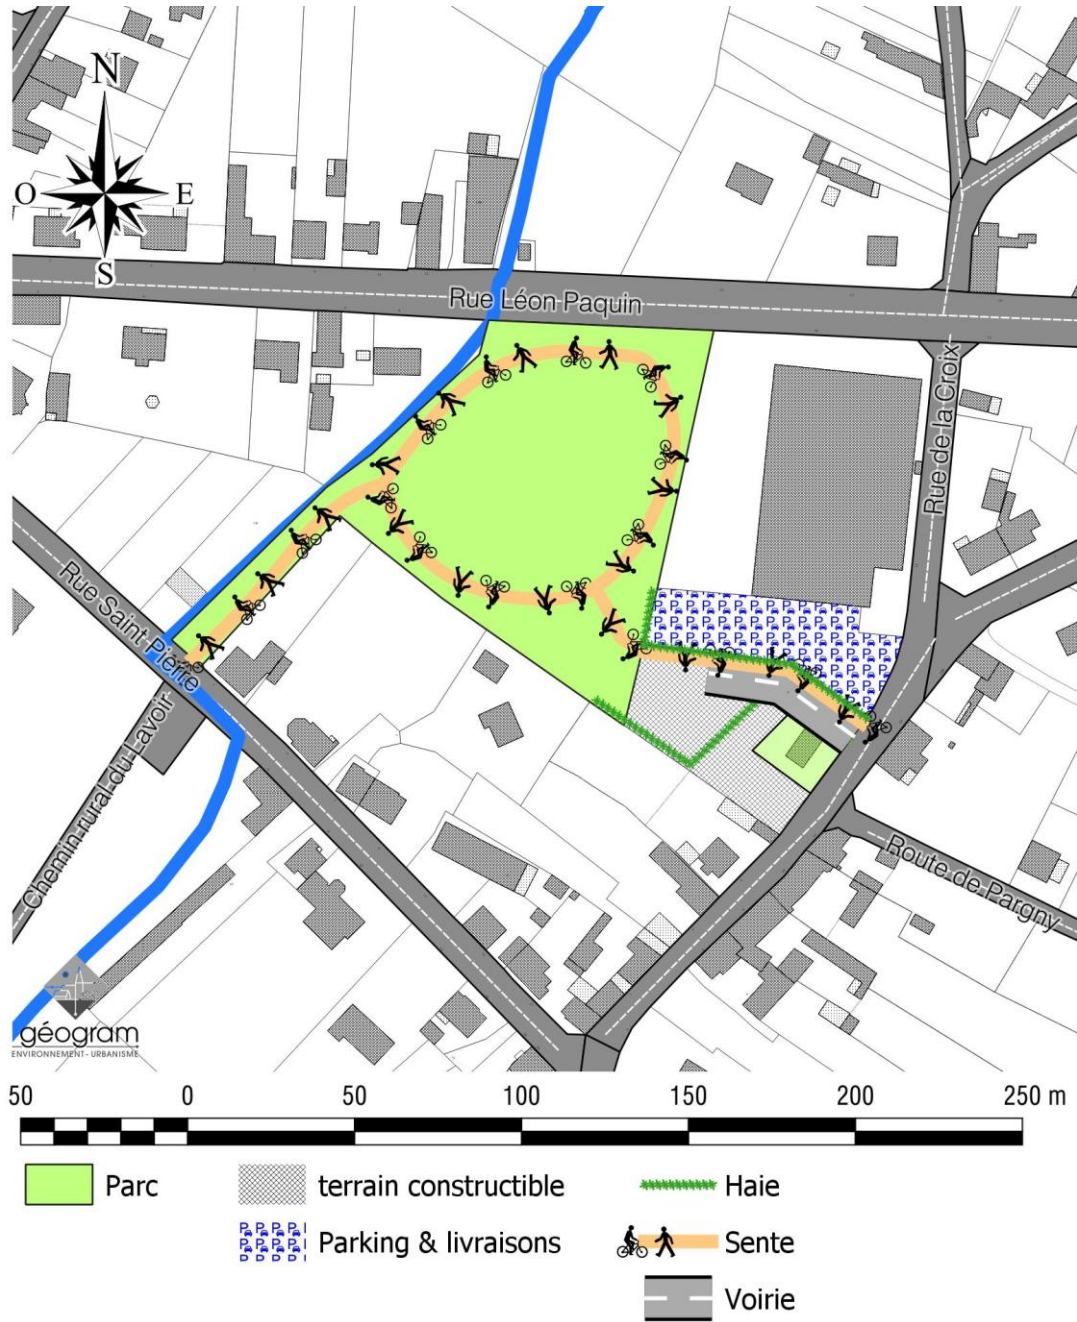 N
O
E
S
Rue Léon Paquin
Rue de la Croix
Rue Saint Pierre
Chemin rural du Lavoir
Route de Pargny
géogram
ENVIRONNEMENT - URBANISME
50 0 50 100 150 200 250 m
Parc
terrain constructible
Haie
Parking & livraisons
Sente
Voirie